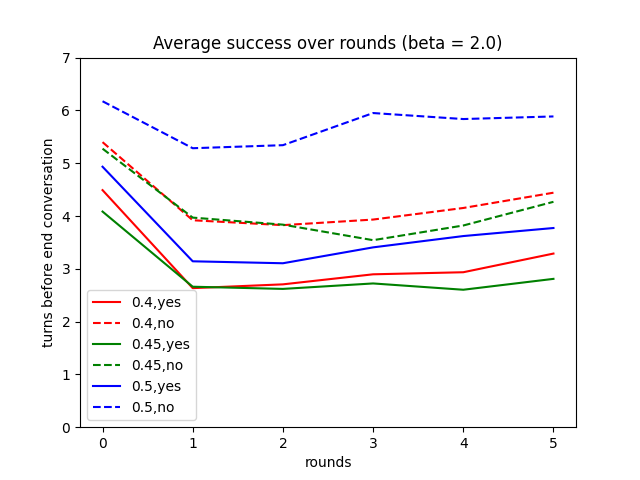 Average success over rounds (beta = 2.0)
turns before end conversation
7
6
5
4
3
2
1
0
0.4,yes
0.4,no
0.45,yes
0.45,no
0.5,yes
0.5,no
0 1 2 3 4 5
rounds